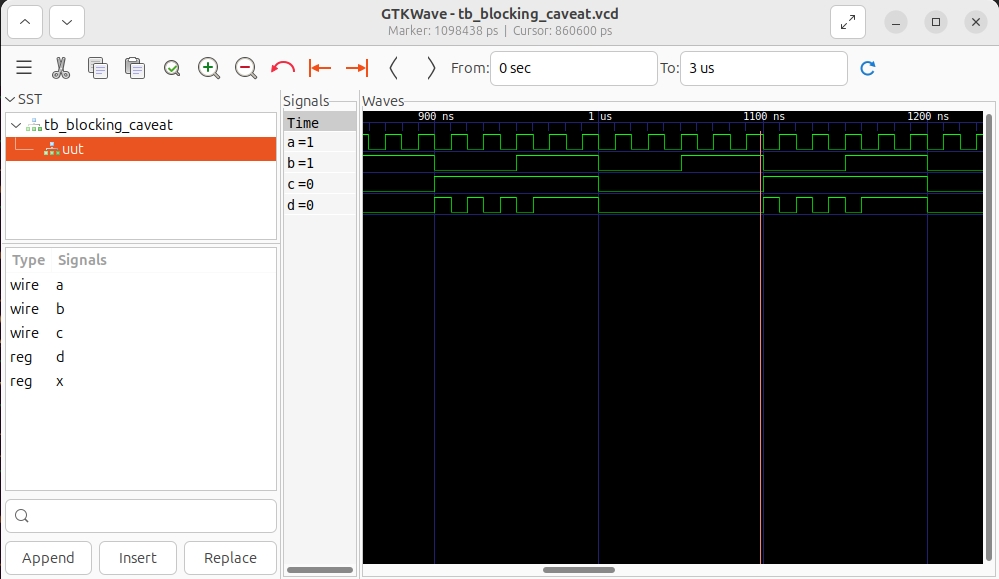 GTKWave - tb_blocking_caveat.vcd
Marker: 1098438 ps | Cursor: 860600 ps
From: 0 sec To: 3 us
SST
tb_blocking_caveat
uut
Type Signals
wire a
wire b
wire c
reg d
reg x
Append Insert Replace
Signals
Time
a =1
b =1
c =0
d =0
Waves
900 ns 1 us 1100 ns 1200 ns